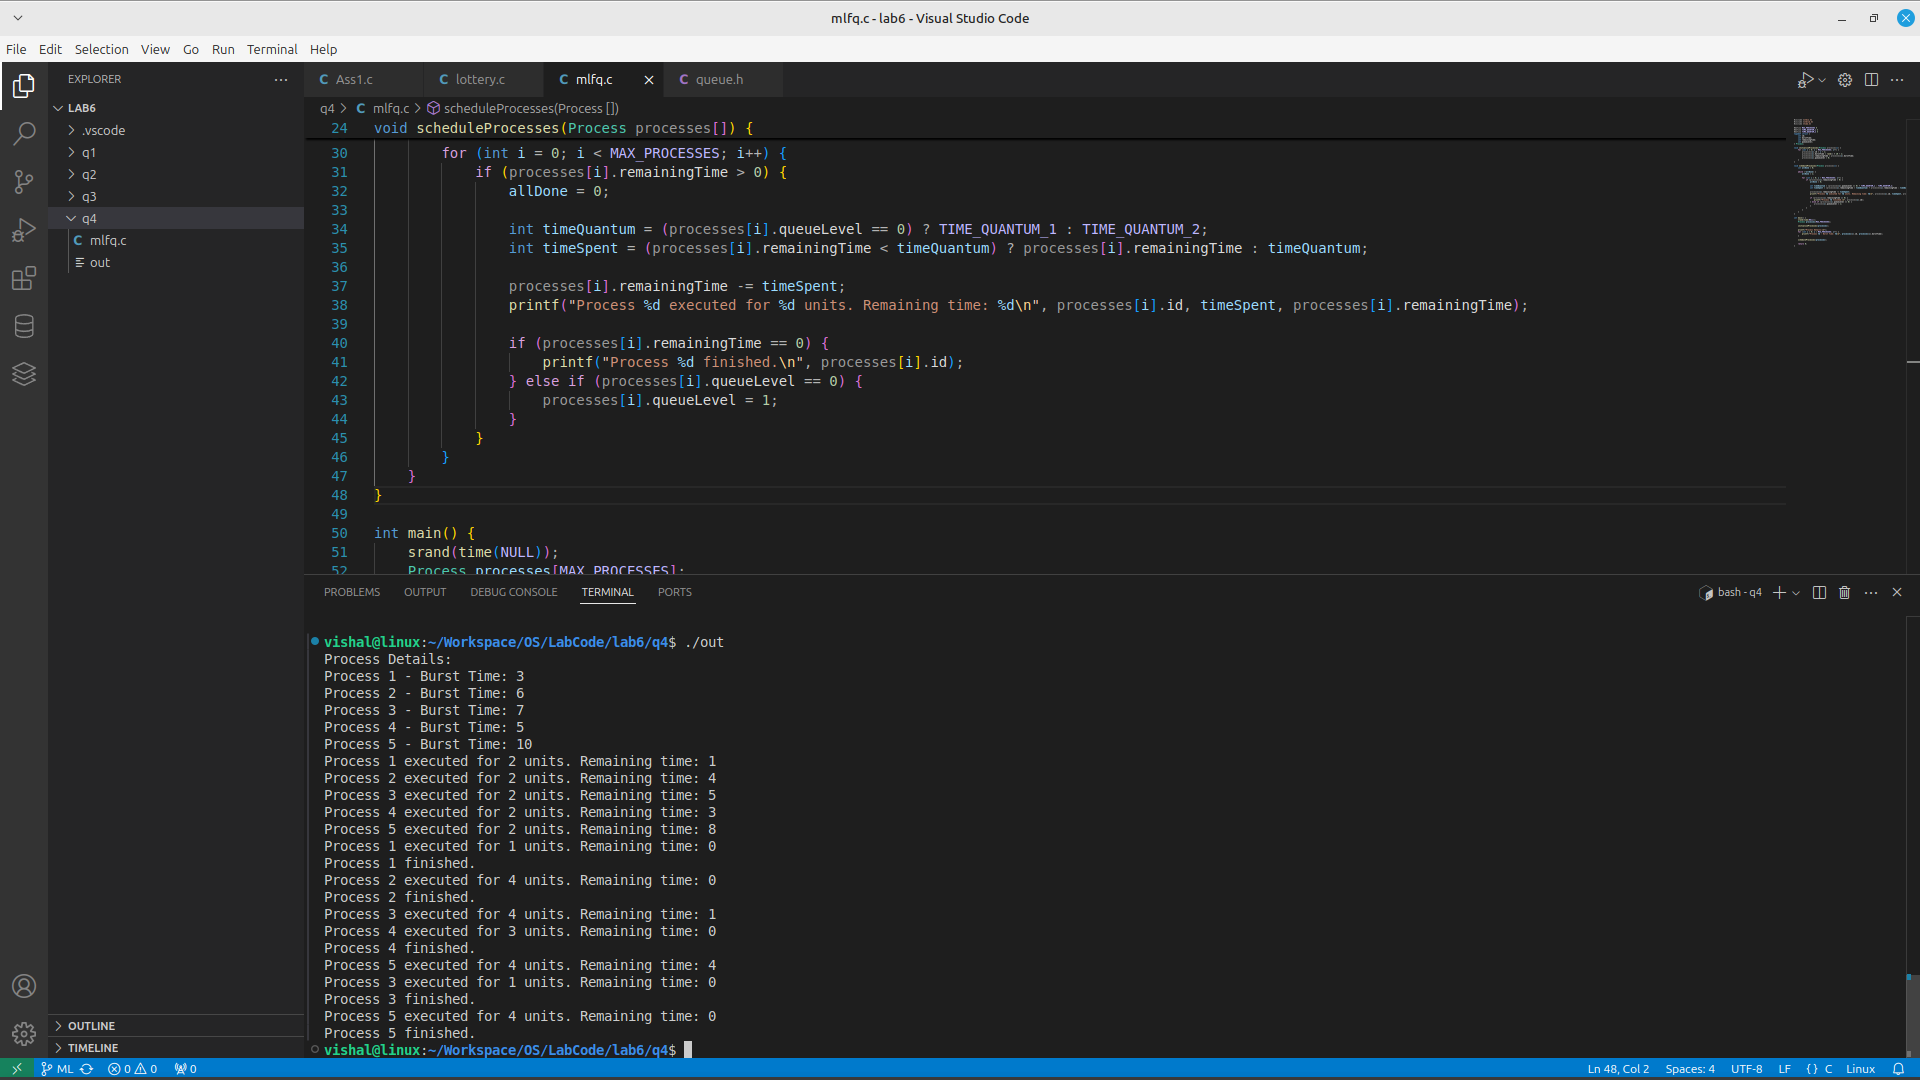 mlfq.c - lab6 - Visual Studio Code
File Edit Selection View Go Run Terminal Help
EXPLORER
LAB6
.vscode
q1
q2
q3
q4
mlfq.c
out
OUTLINE
TIMELINE
Ass1.c lottery.c mlfq.c queue.h
q4 > mlfq.c > scheduleProcesses(Process [])
24 void scheduleProcesses(Process processes[]) {
30 for (int i = 0; i < MAX_PROCESSES; i++) {
31 if (processes[i].remainingTime > 0) {
32 allDone = 0;
33
34 int timeQuantum = (processes[i].queueLevel == 0) ? TIME_QUANTUM_1 : TIME_QUANTUM_2;
35 int timeSpent = (processes[i].remainingTime < timeQuantum) ? processes[i].remainingTime : timeQuantum;
36
37 processes[i].remainingTime -= timeSpent;
38 printf("Process %d executed for %d units. Remaining time: %d\n", processes[i].id, timeSpent, processes[i].remainingTime);
39
40 if (processes[i].remainingTime == 0) {
41 printf("Process %d finished.\n", processes[i].id);
42 } else if (processes[i].queueLevel == 0) {
43 processes[i].queueLevel = 1;
44 }
45 }
46 }
47 }
48 }
49
50 int main() {
51 srand(time(NULL));
52 Process processes[MAX_PROCESSES];
PROBLEMS OUTPUT DEBUG CONSOLE TERMINAL PORTS
bash - q4
vishal@linux:~/Workspace/OS/LabCode/lab6/q4$ ./out
Process Details:
Process 1 - Burst Time: 3
Process 2 - Burst Time: 6
Process 3 - Burst Time: 7
Process 4 - Burst Time: 5
Process 5 - Burst Time: 10
Process 1 executed for 2 units. Remaining time: 1
Process 2 executed for 2 units. Remaining time: 4
Process 3 executed for 2 units. Remaining time: 5
Process 4 executed for 2 units. Remaining time: 3
Process 5 executed for 2 units. Remaining time: 8
Process 1 executed for 1 units. Remaining time: 0
Process 1 finished.
Process 2 executed for 4 units. Remaining time: 0
Process 2 finished.
Process 3 executed for 4 units. Remaining time: 1
Process 4 executed for 3 units. Remaining time: 0
Process 4 finished.
Process 5 executed for 4 units. Remaining time: 4
Process 3 executed for 1 units. Remaining time: 0
Process 3 finished.
Process 5 executed for 4 units. Remaining time: 0
Process 5 finished.
vishal@linux:~/Workspace/OS/LabCode/lab6/q4$
ML 0 0 0 Ln 48, Col 2 Spaces: 4 UTF-8 LF {} C Linux